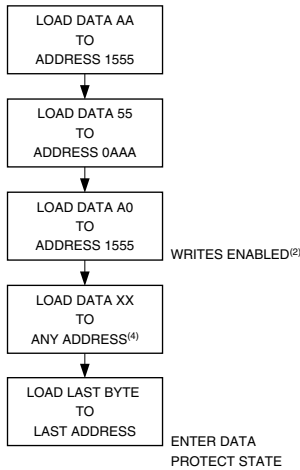 LOAD DATA AA
TO
ADDRESS 1555
LOAD DATA 55
TO
ADDRESS 0AAA
LOAD DATA A0
TO
ADDRESS 1555
WRITES ENABLED(2)
LOAD DATA XX
TO
ANY ADDRESS(4)
LOAD LAST BYTE
TO
LAST ADDRESS
ENTER DATA
PROTECT STATE